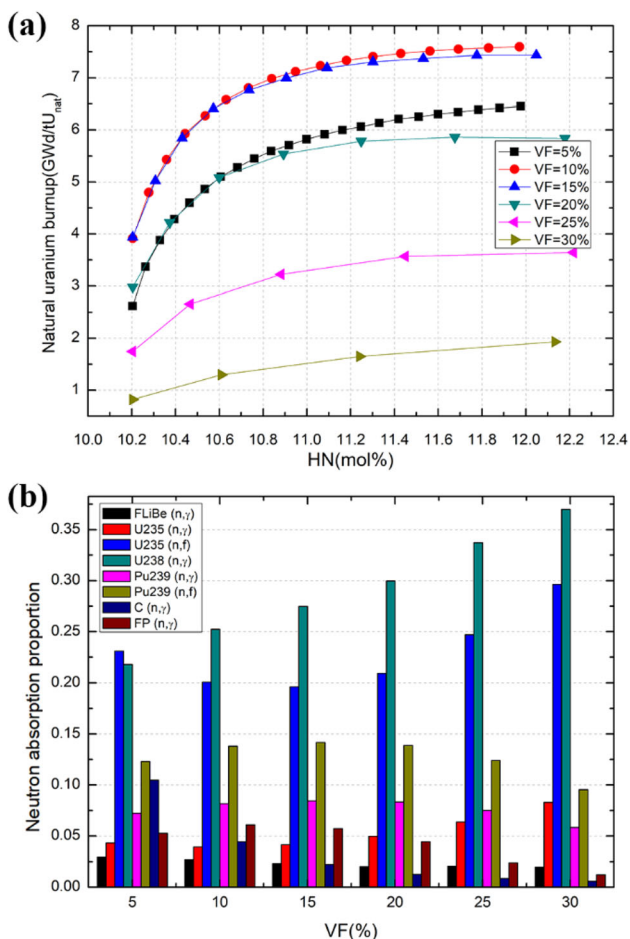 (a)
8
7
6
5
4
3
2
1
Natural uranium burnup(GWd/tUnat)
VF=5%
VF=10%
VF=15%
VF=20%
VF=25%
VF=30%
10.0 10.2 10.4 10.6 10.8 11.0 11.2 11.4 11.6 11.8 12.0 12.2 12.4
HN(mol%)
(b)
FLiBe (n,γ)
U235 (n,γ)
U235 (n,f)
U238 (n,γ)
Pu239 (n,γ)
Pu239 (n,f)
C (n,γ)
FP (n,γ)
0.35
0.30
0.25
0.20
0.15
0.10
0.05
0.00
Neutron absorption proportion
5 10 15 20 25 30
VF(%)